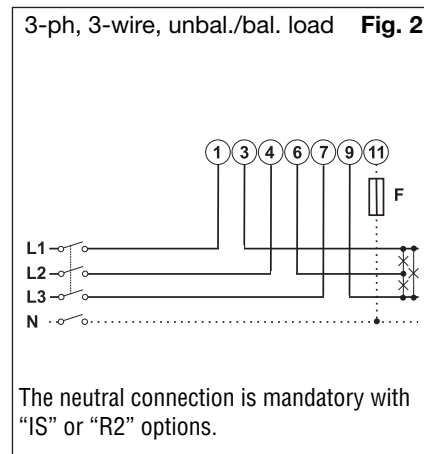 3-ph, 3-wire, unbal./bal. load Fig. 2
1 3 4 6 7 9 11
F
L1
L2
L3
N
The neutral connection is mandatory with
“IS” or “R2” options.